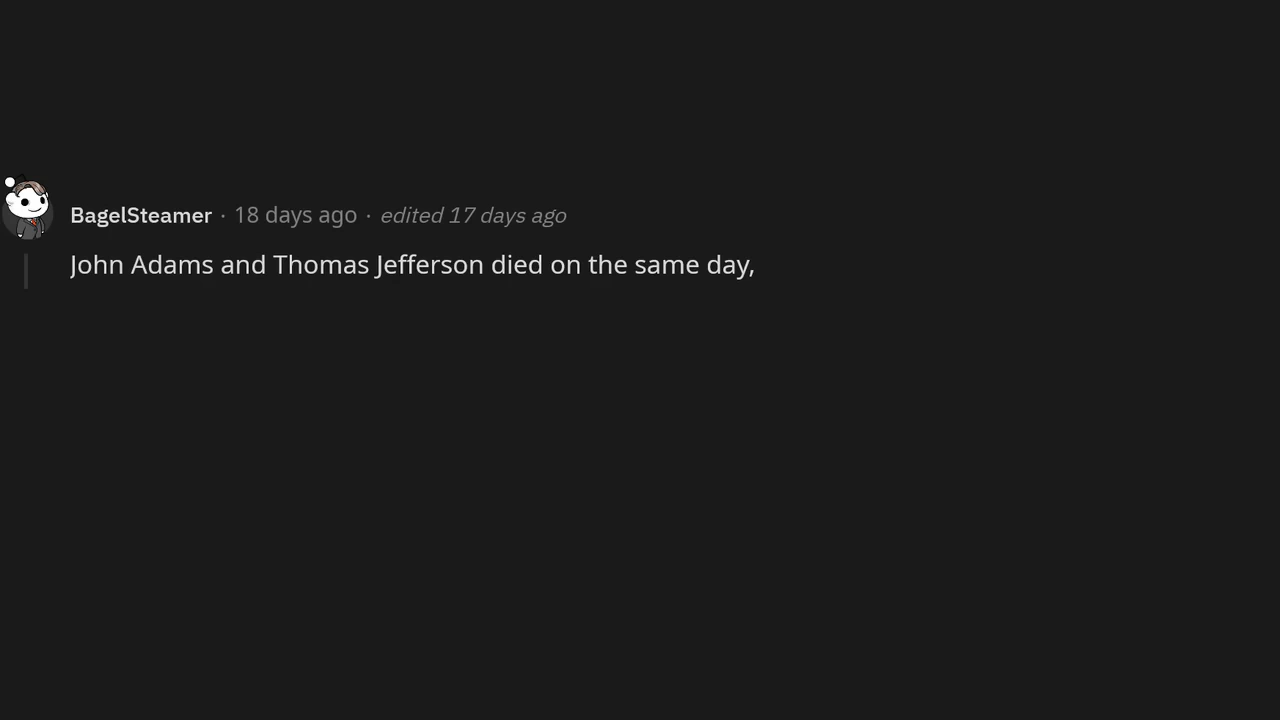 BagelSteamer · 18 days ago · edited 17 days ago
John Adams and Thomas Jefferson died on the same day,